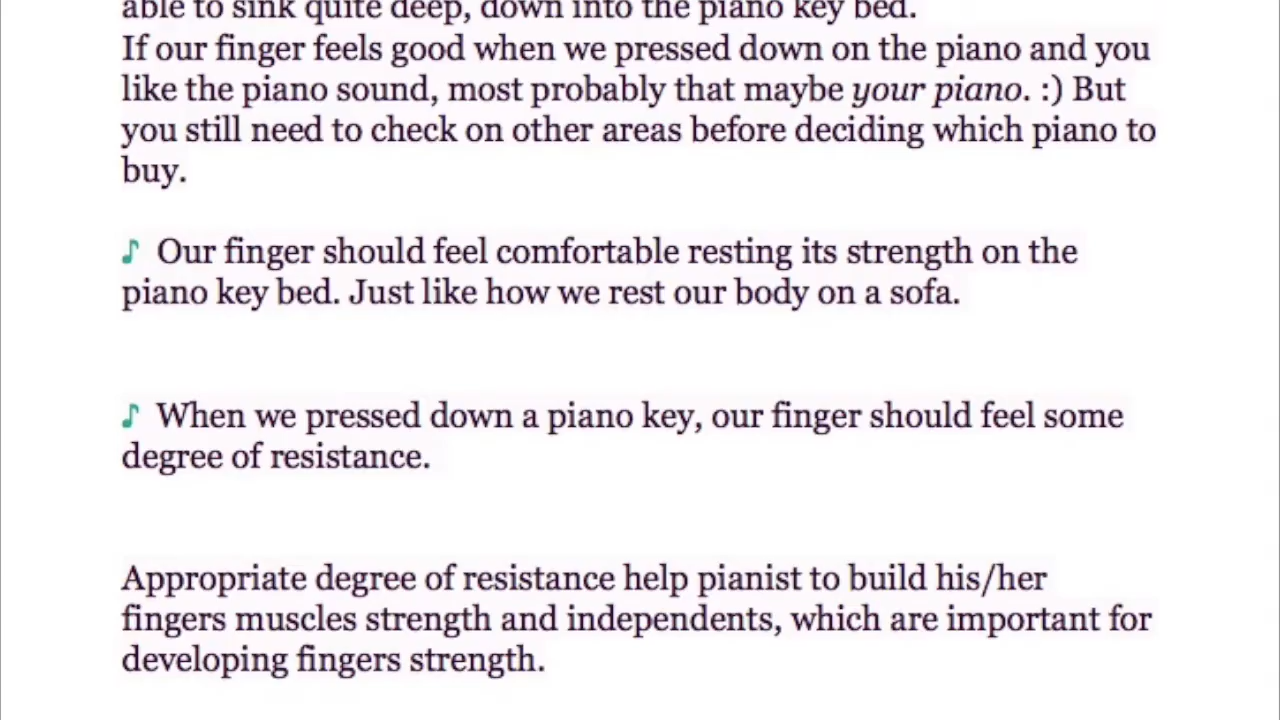 able to sink quite deep, down into the piano key bed.
If our finger feels good when we pressed down on the piano and you
like the piano sound, most probably that maybe your piano. :) But
you still need to check on other areas before deciding which piano to
buy.
♪ Our finger should feel comfortable resting its strength on the
piano key bed. Just like how we rest our body on a sofa.
♪ When we pressed down a piano key, our finger should feel some
degree of resistance.
Appropriate degree of resistance help pianist to build his/her
fingers muscles strength and independents, which are important for
developing fingers strength.